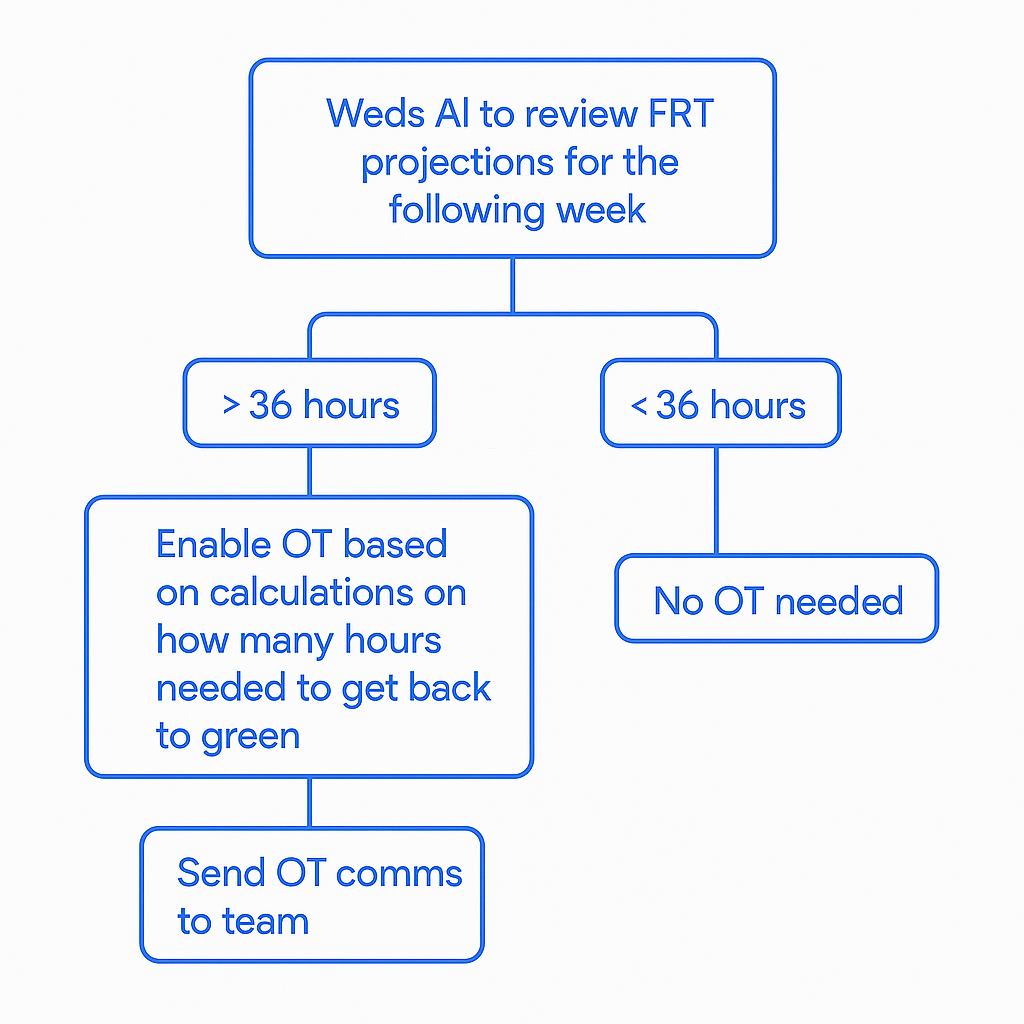 Weds Al to review FRT
projections for the
following week
> 36 hours
< 36 hours
Enable OT based
on calculations on
how many hours
needed to get back
to green
No OT needed
Send OT comms
to team